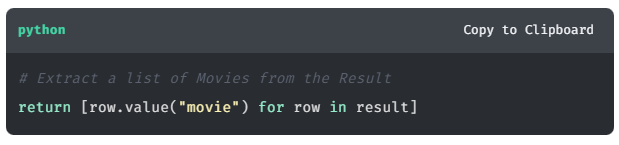 python
Copy to Clipboard
# Extract a list of Movies from the Result
return [row.value("movie") for row in result]